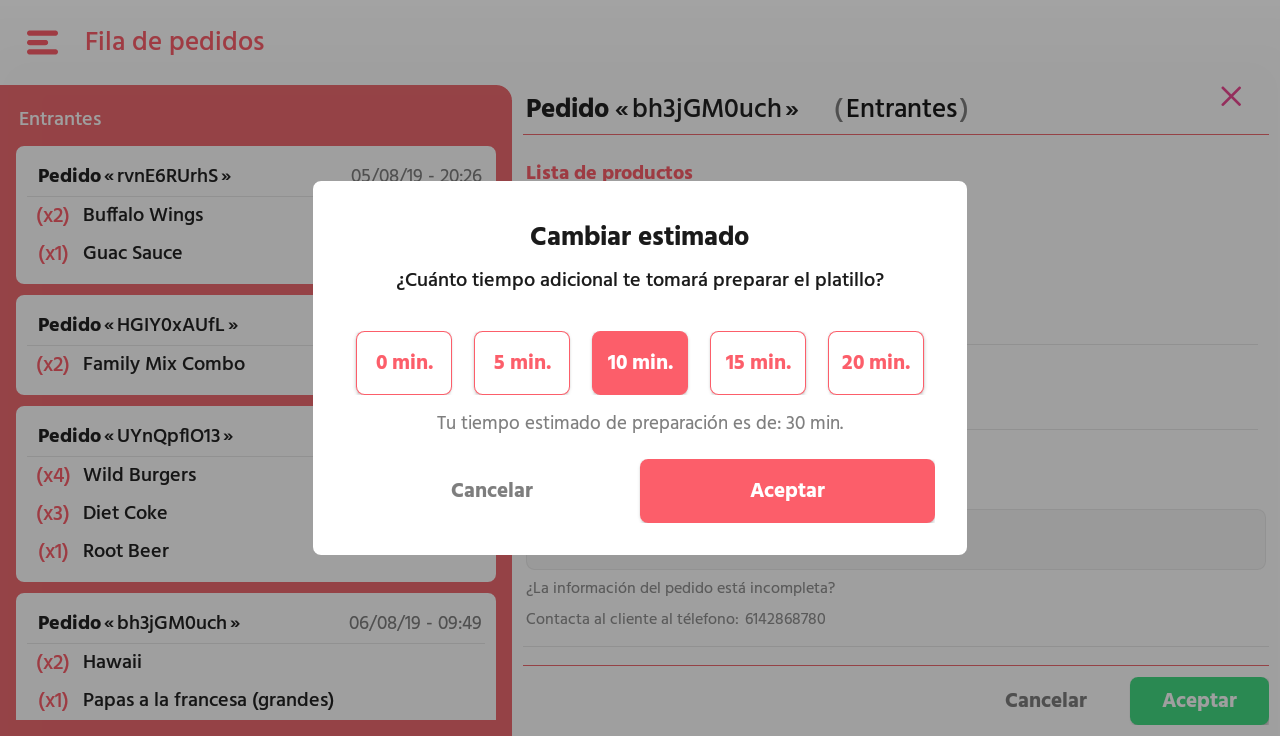 Fila de pedidos
Entrantes
Pedido «rvnE6RUrhS» 05/08/19 - 20:26
(x2) Buffalo Wings
(x1) Guac Sauce
Pedido «HGIY0xAUfL»
(x2) Family Mix Combo
Pedido «UYnQpflO13»
(x4) Wild Burgers
(x3) Diet Coke
(x1) Root Beer
Pedido «bh3jGM0uch» 06/08/19 - 09:49
(x2) Hawaii
(x1) Papas a la francesa (grandes)
Pedido «bh3jGM0uch» (Entrantes)
Lista de productos
Cambiar estimado
¿Cuánto tiempo adicional te tomará preparar el platillo?
0 min. 5 min. 10 min. 15 min. 20 min.
Tu tiempo estimado de preparación es de: 30 min.
Cancelar Aceptar
¿La información del pedido está incompleta?
Contacta al cliente al télefono: 6142868780
Cancelar Aceptar